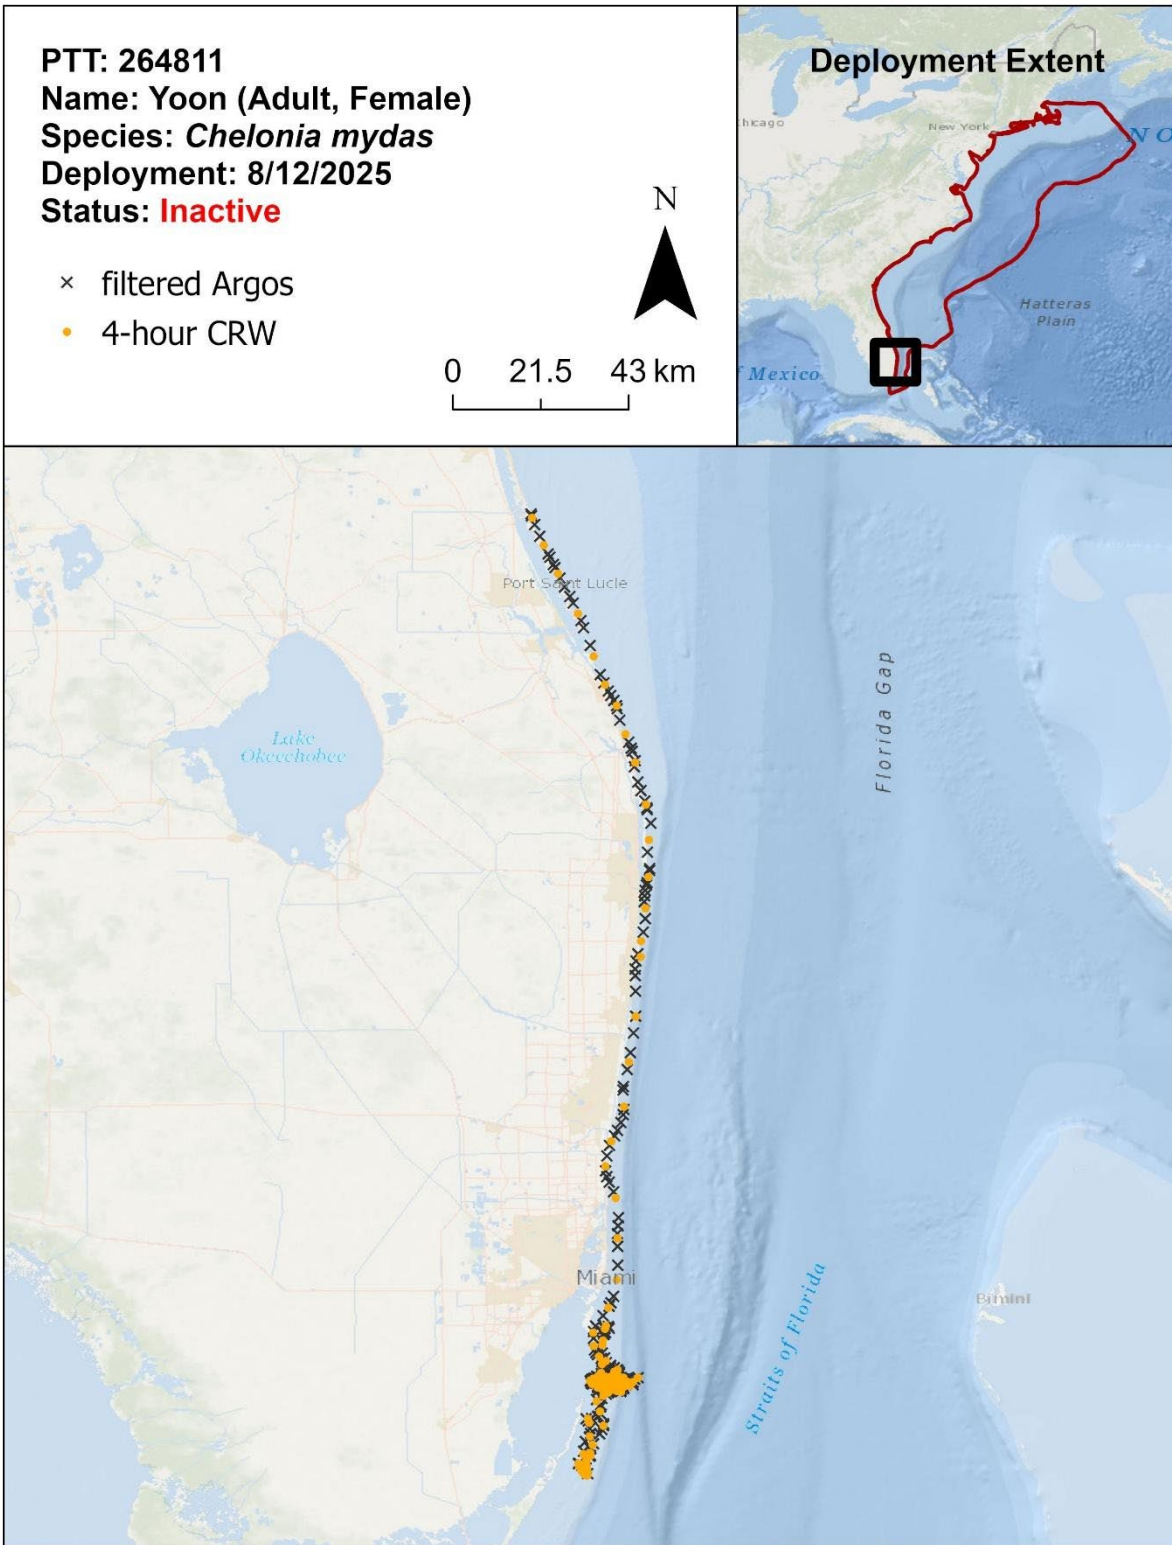 PTT: 264811
Name: Yoon (Adult, Female)
Species: Chelonia mydas
Deployment: 8/12/2025
Status: Inactive
× filtered Argos
• 4-hour CRW
N
0 21.5 43 km
Deployment Extent
hicago
New York
N O
Hatteras
Plain
f Mexico
Port Saint Lucie
Lake
Okeechobee
Florida Gap
Miami
Straits of Florida
Bimini